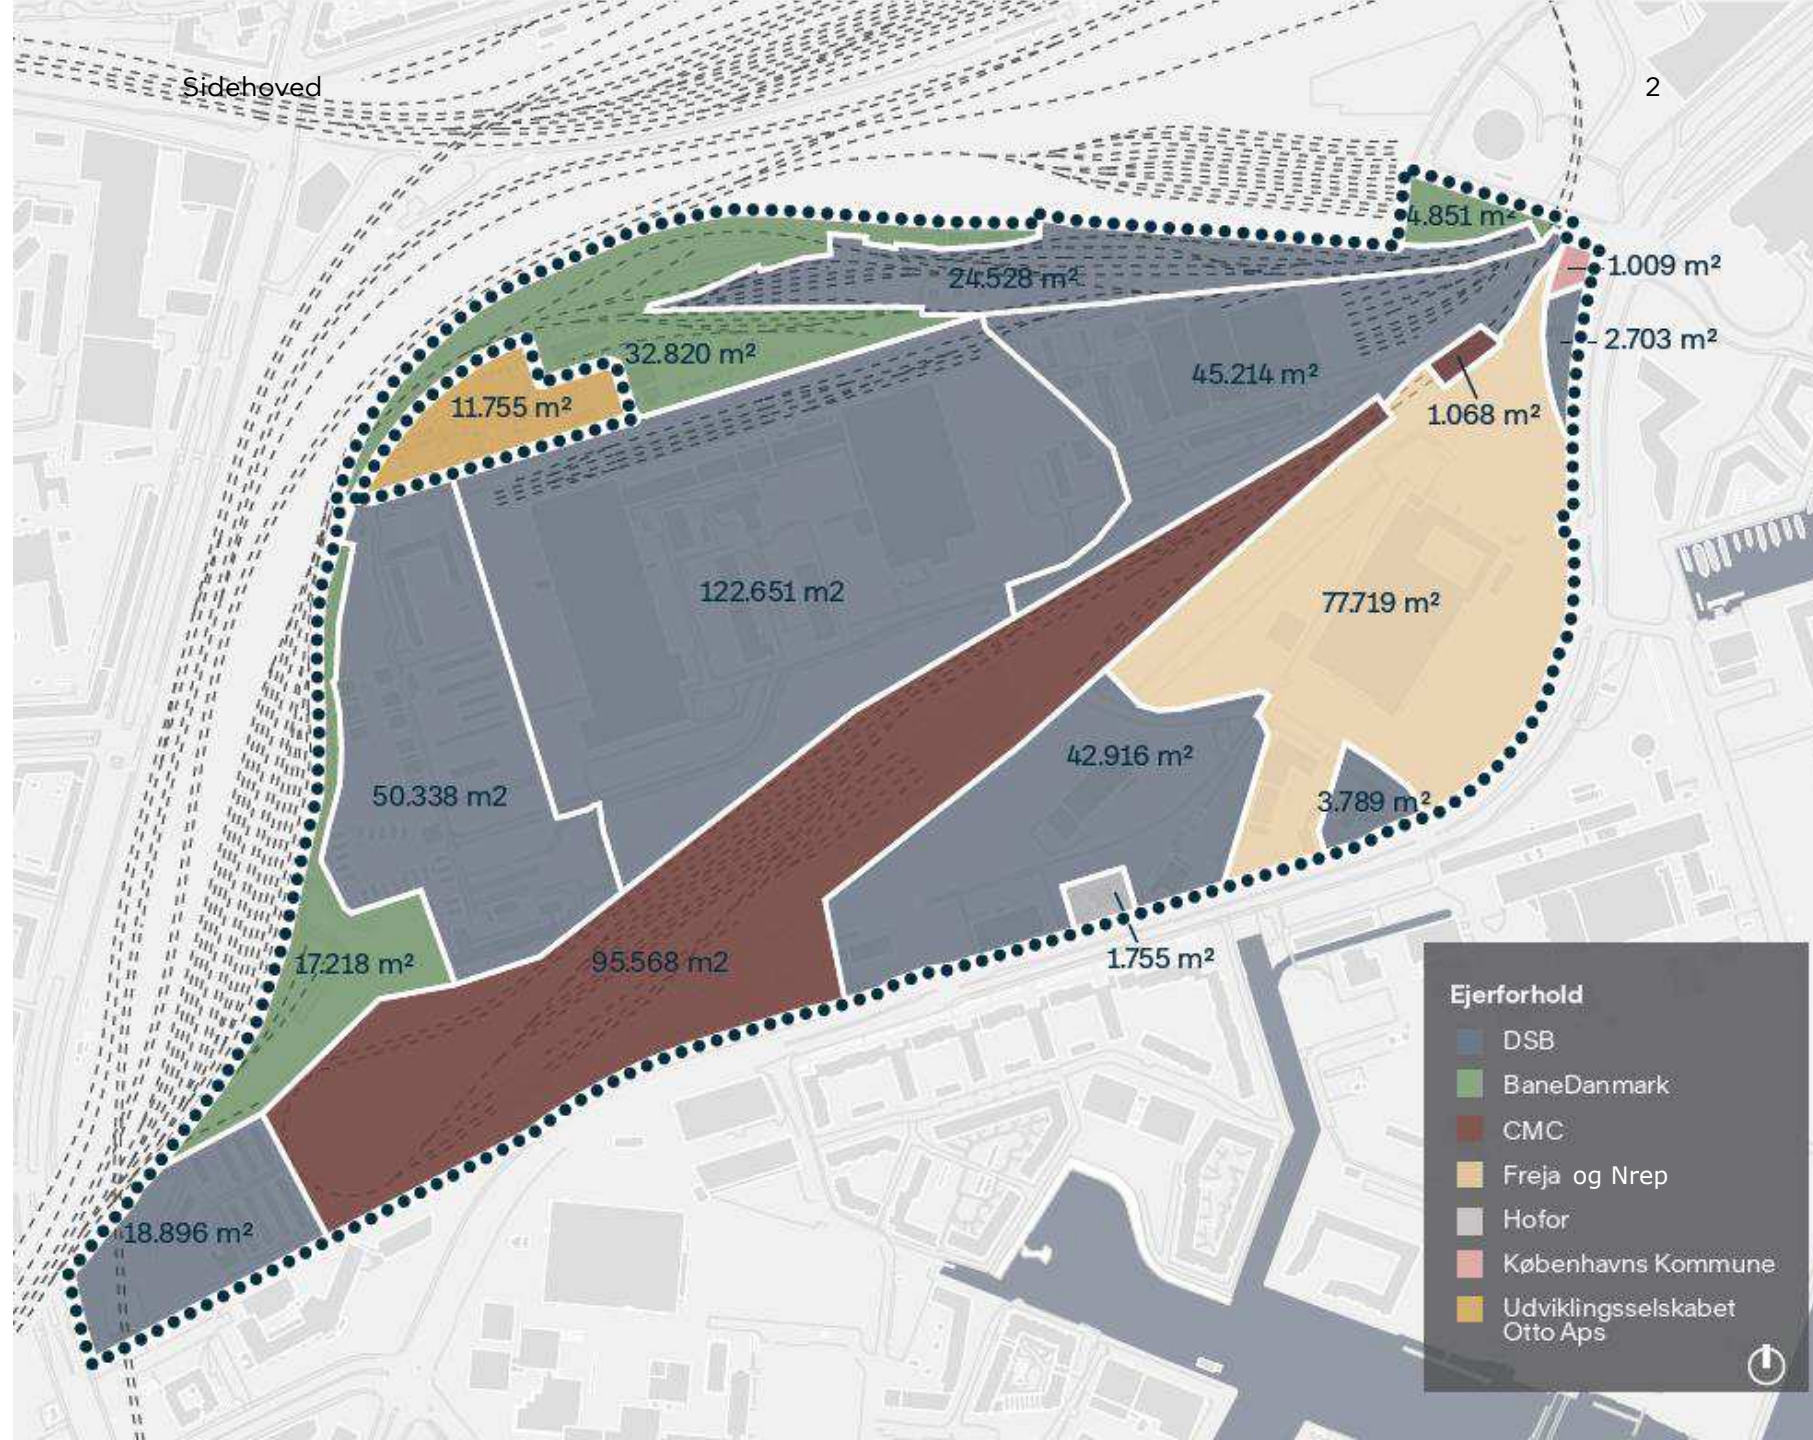 Sidehoved
2
4.851 m²
1.009 m²
24.528 m²
2.703 m²
32.820 m²
45.214 m²
11.755 m²
1.068 m²
122.651 m2
77.719 m²
42.916 m²
50.338 m2
3.789 m²
17.218 m²
95.568 m2
1.755 m²
18.896 m²
Ejerforhold
DSB
BaneDanmark
CMC
Freja og Nrep
Hofor
Københavns Kommune
Udviklingsselskabet
Otto Aps